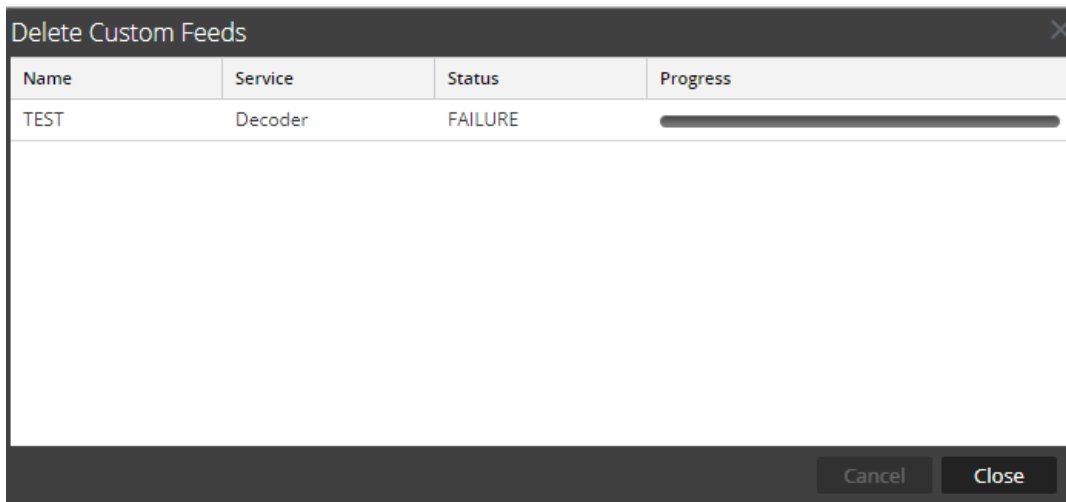 Delete Custom Feeds
Name Service Status Progress
TEST Decoder FAILURE
Cancel Close